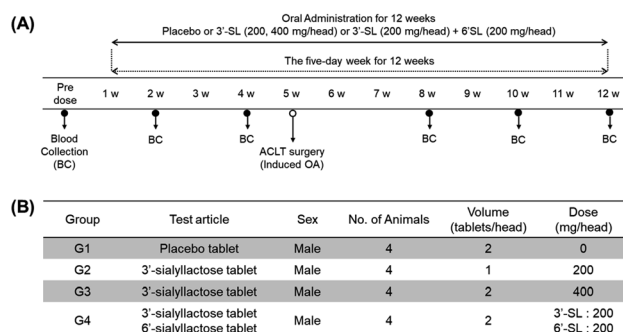 (A)
Oral Administration for 12 weeks
Placebo or 3'-SL (200, 400 mg/head) or 3'-SL (200 mg/head) + 6'SL (200 mg/head)
The five-day week for 12 weeks
Pre dose 1 w 2 w 3 w 4 w 5 w 6 w 7 w 8 w 9 w 10 w 11 w 12 w
Blood Collection (BC) BC BC ACLT surgery (Induced OA) BC BC BC
(B)
Group Test article Sex No. of Animals Volume (tablets/head) Dose (mg/head)
G1 Placebo tablet Male 4 2 0
G2 3'-sialyllactose tablet Male 4 1 200
G3 3'-sialyllactose tablet Male 4 2 400
G4 3'-sialyllactose tablet 6'-sialyllactose tablet Male 4 2 3'-SL : 200 6'-SL : 200